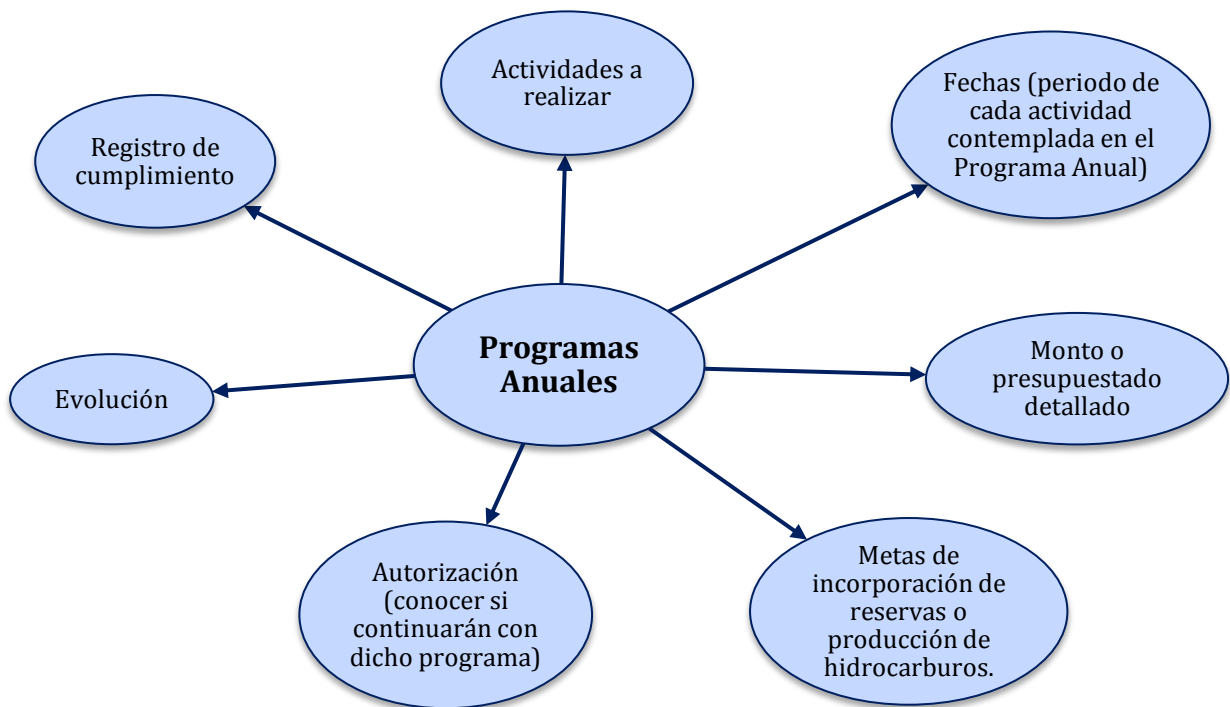 Actividades a
realizar
Fechas (periodo de
cada actividad
contemplada en el
Programa Anual)
Registro de
cumplimiento
Programas
Anuales
Monto o
presupuestado
detallado
Evolución
Autorización
(conocer si
continuarán con
dicho programa)
Metas de
incorporación de
reservas o
producción de
hidrocarburos.